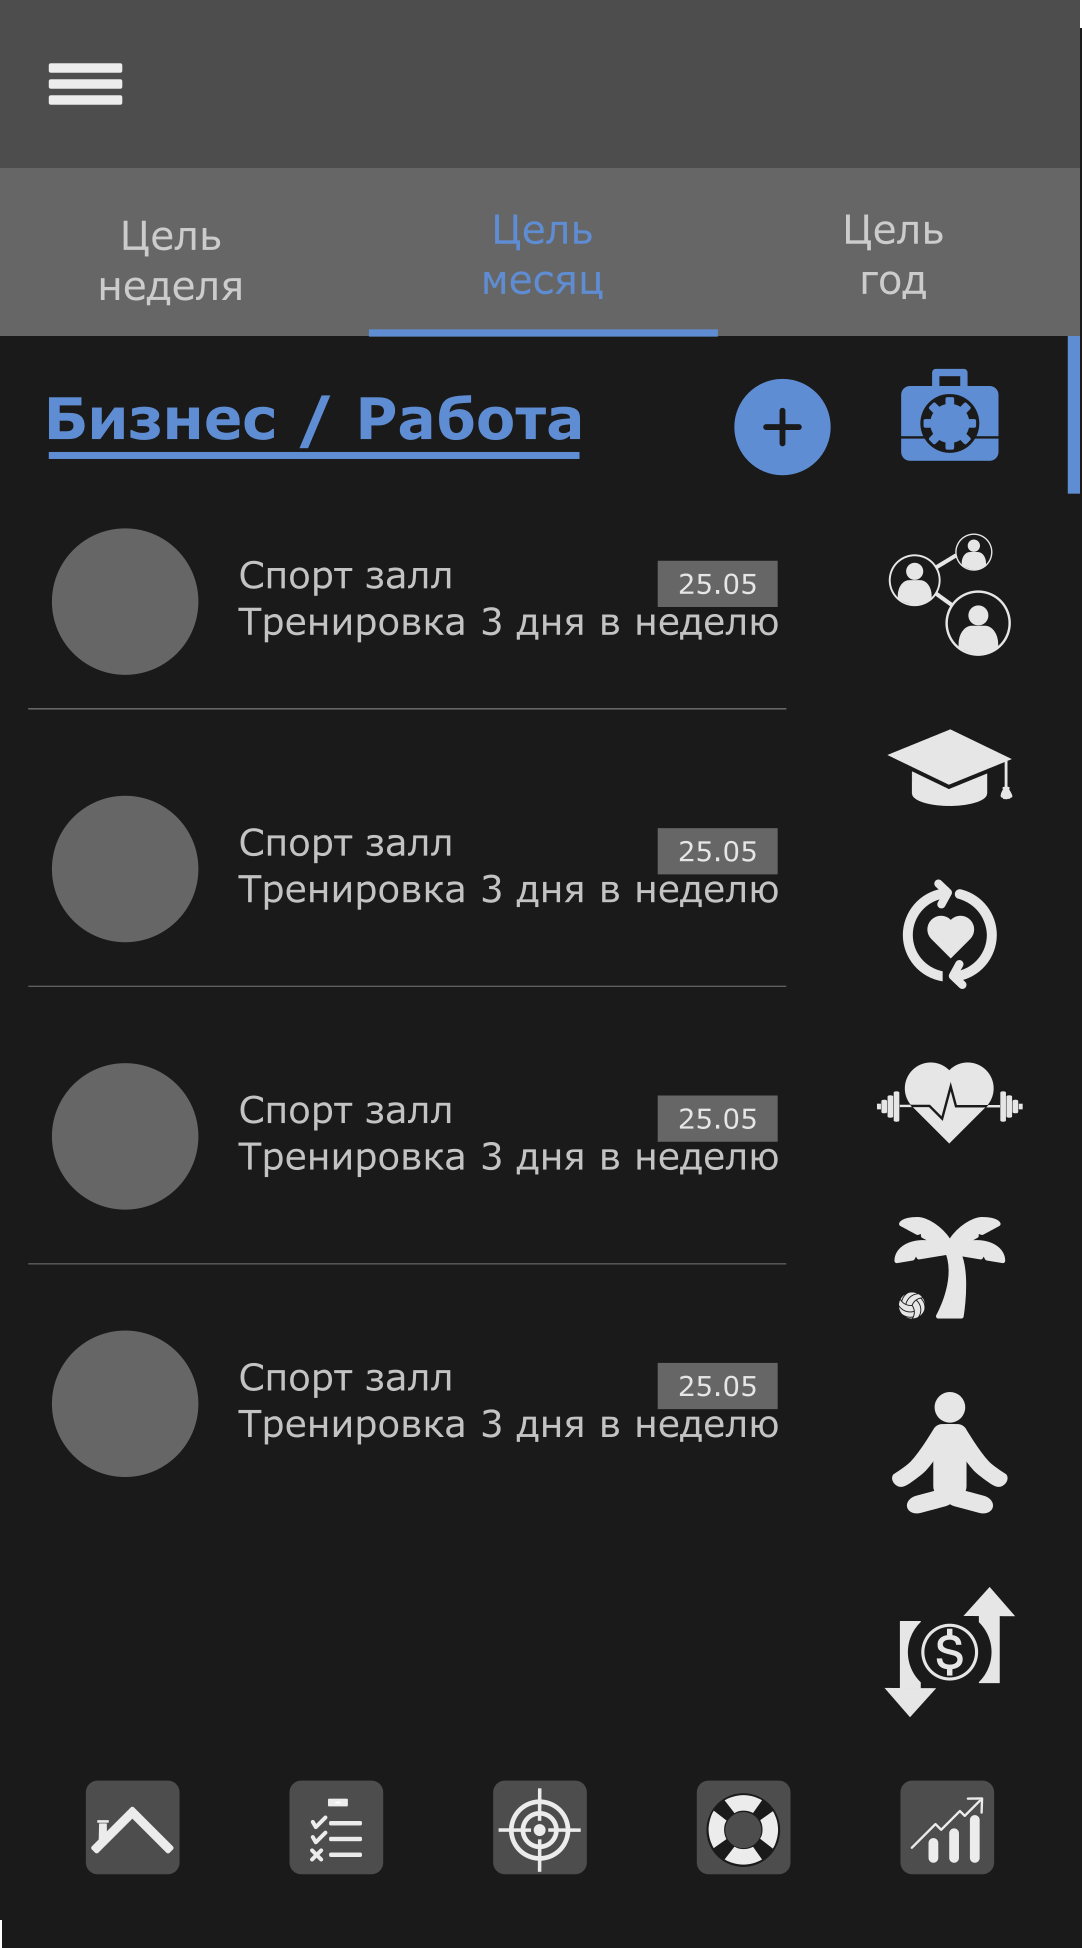 Цель
неделя
Цель
месяц
Цель
год
Бизнес / Работа
Спорт залл
25.05
Тренировка 3 дня в неделю
Спорт залл
25.05
Тренировка 3 дня в неделю
Спорт залл
25.05
Тренировка 3 дня в неделю
Спорт залл
25.05
Тренировка 3 дня в неделю